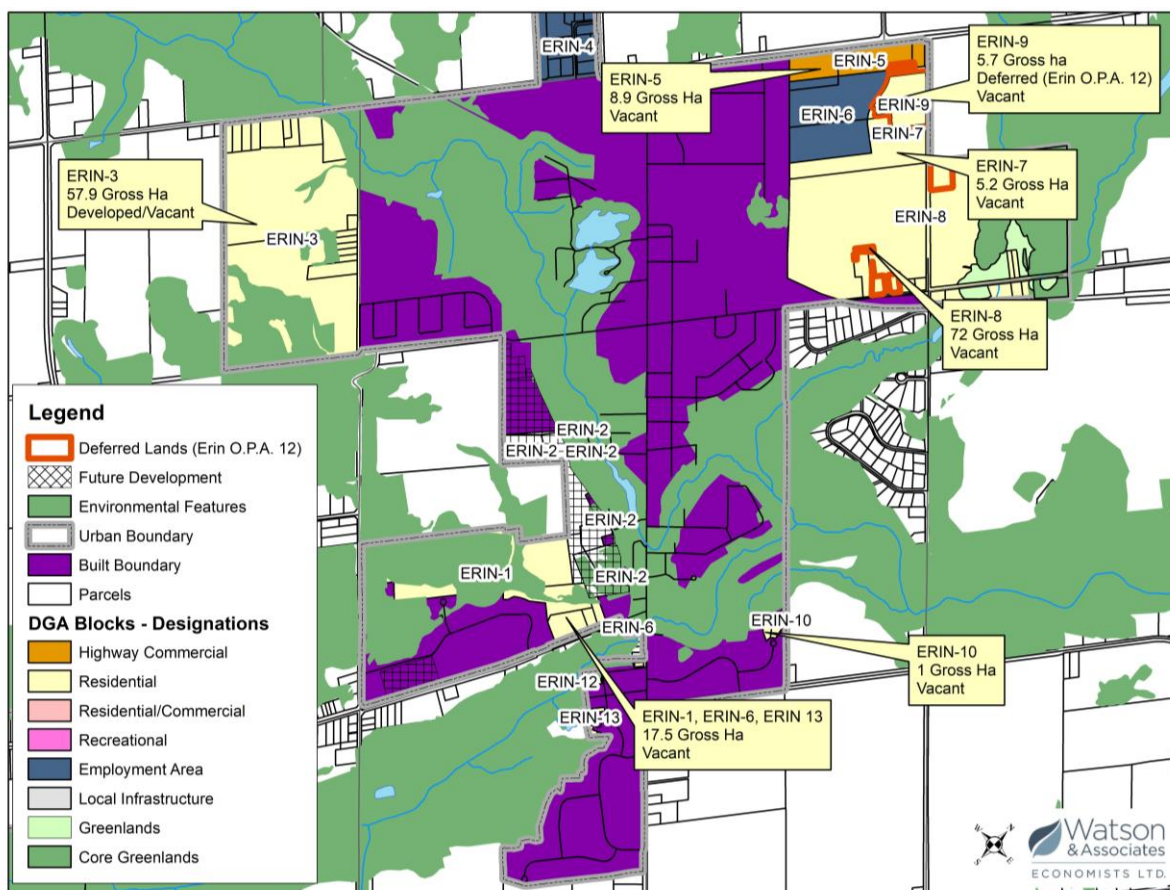 ERIN-4
ERIN-5
8.9 Gross Ha
Vacant
ERIN-5
ERIN-9
5.7 Gross ha
Deferred (Erin O.P.A. 12)
Vacant
ERIN-6
ERIN-9
ERIN-7
ERIN-3
57.9 Gross Ha
Developed/Vacant
ERIN-7
5.2 Gross Ha
Vacant
ERIN-3
ERIN-8
ERIN-8
72 Gross Ha
Vacant
ERIN-2
ERIN-2
ERIN-2
ERIN-2
ERIN-1
ERIN-2
ERIN-6
ERIN-10
ERIN-10
1 Gross Ha
Vacant
ERIN-12
ERIN-13
ERIN-1, ERIN-6, ERIN 13
17.5 Gross Ha
Vacant
Legend
Deferred Lands (Erin O.P.A. 12)
Future Development
Environmental Features
Urban Boundary
Built Boundary
Parcels
DGA Blocks - Designations
Highway Commercial
Residential
Residential/Commercial
Recreational
Employment Area
Local Infrastructure
Greenlands
Core Greenlands
W N
S E
Watson
& Associates
ECONOMISTS LTD.